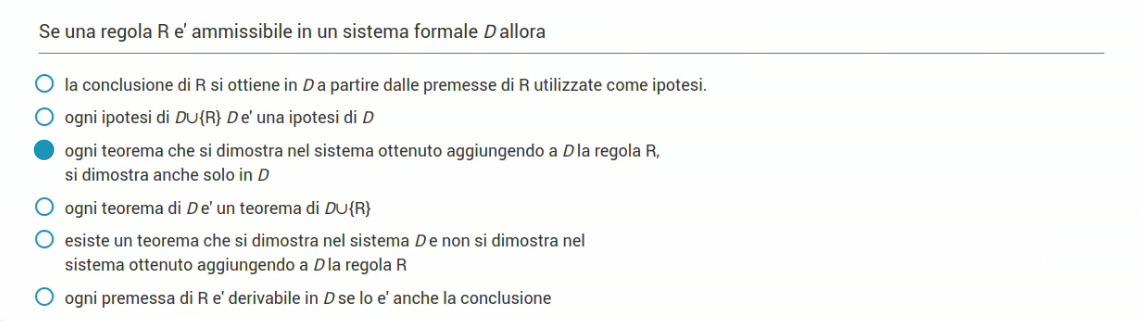 Se una regola R e' ammissibile in un sistema formale D allora
la conclusione di R si ottiene in D a partire dalle premesse di R utilizzate come ipotesi.
ogni ipotesi di D∪{R} D e' una ipotesi di D
ogni teorema che si dimostra nel sistema ottenuto aggiungendo a D la regola R,
si dimostra anche solo in D
ogni teorema di D e' un teorema di D∪{R}
esiste un teorema che si dimostra nel sistema D e non si dimostra nel
sistema ottenuto aggiungendo a D la regola R
ogni premessa di R e' derivabile in D se lo e' anche la conclusione